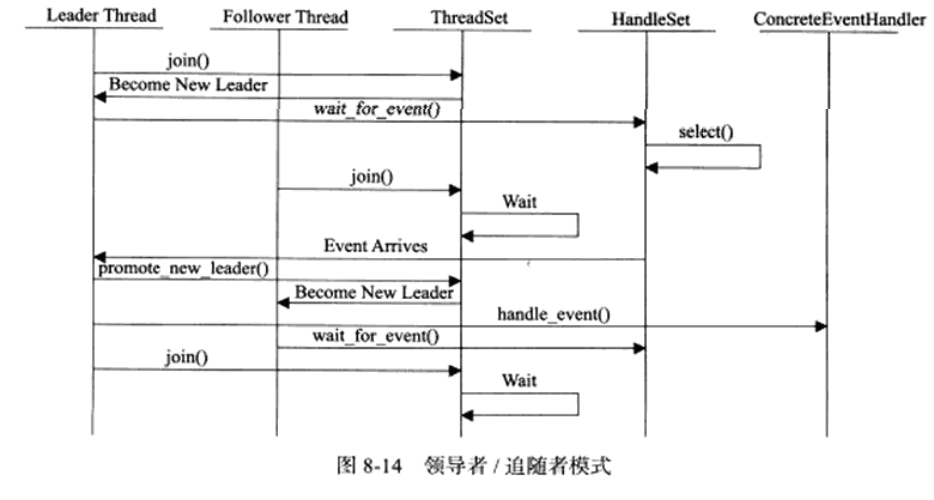 Leader Thread Follower Thread ThreadSet HandleSet ConcreteEventHandler
join()
Become New Leader
wait_for_event()
select()
join()
Wait
Event Arrives
promote_new_leader()
Become New Leader
handle_event()
wait_for_event()
join()
Wait
图 8-14 领导者 / 追随者模式